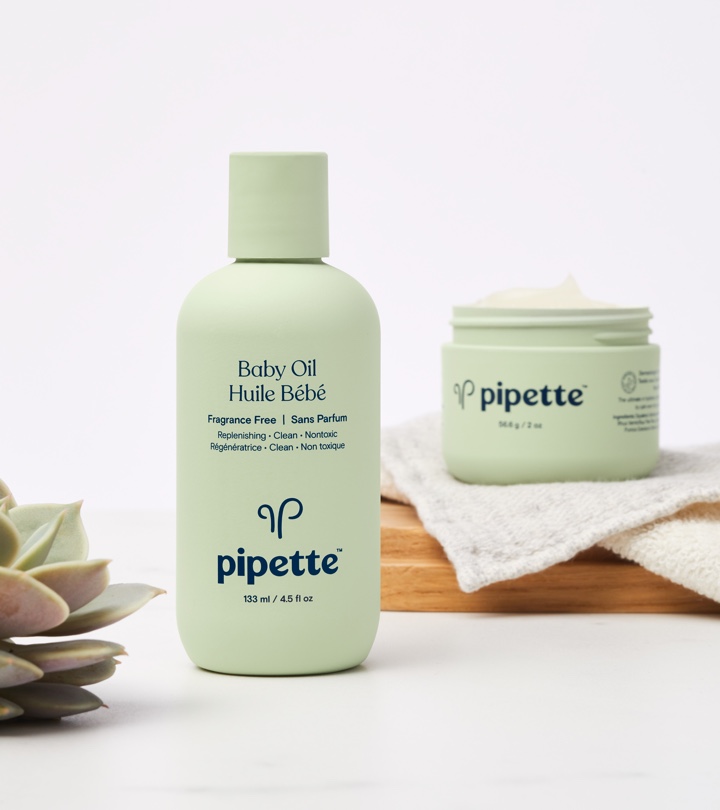 Baby Oil
Huile Bébé
Fragrance Free | Sans Parfum
Replenishing • Clean • Nontoxic
Régénératrice • Clean • Non toxique
pipette™
133 ml / 4.5 fl oz
pipette™
56.6 g / 2 oz